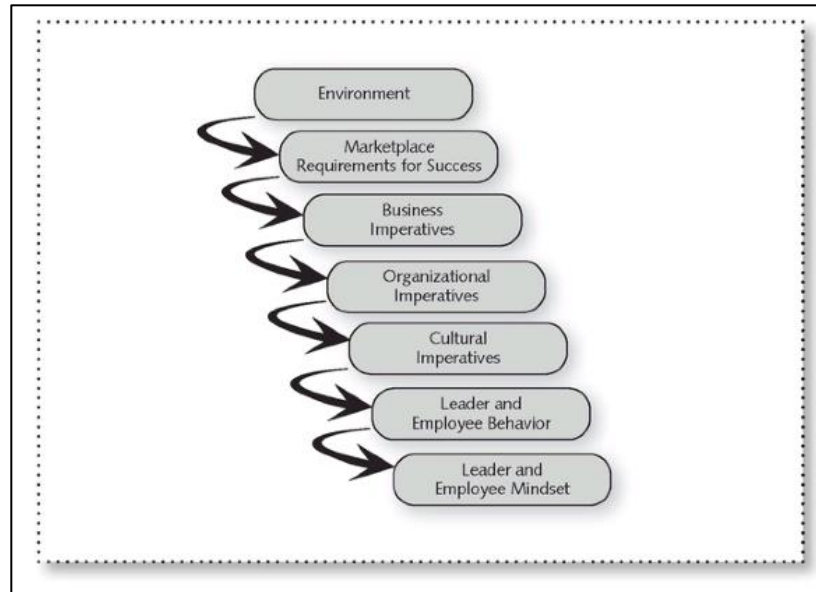 Environment
Marketplace
Requirements for Success
Business
Imperatives
Organizational
Imperatives
Cultural
Imperatives
Leader and
Employee Behavior
Leader and
Employee Mindset